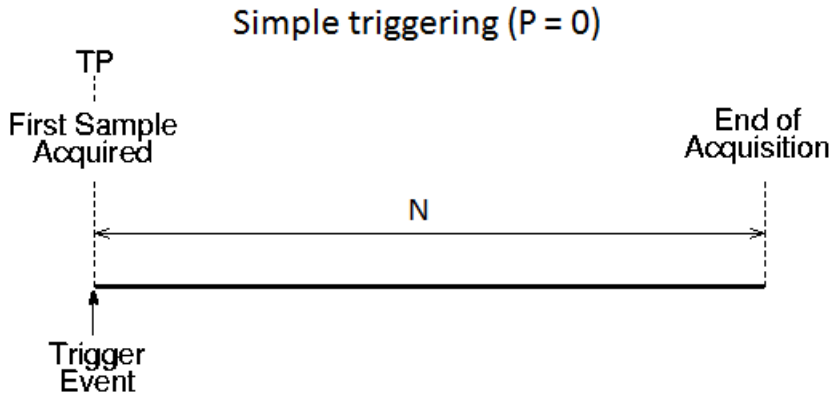 Simple triggering (P = 0)
TP
First Sample
Acquired
End of
Acquisition
N
Trigger
Event